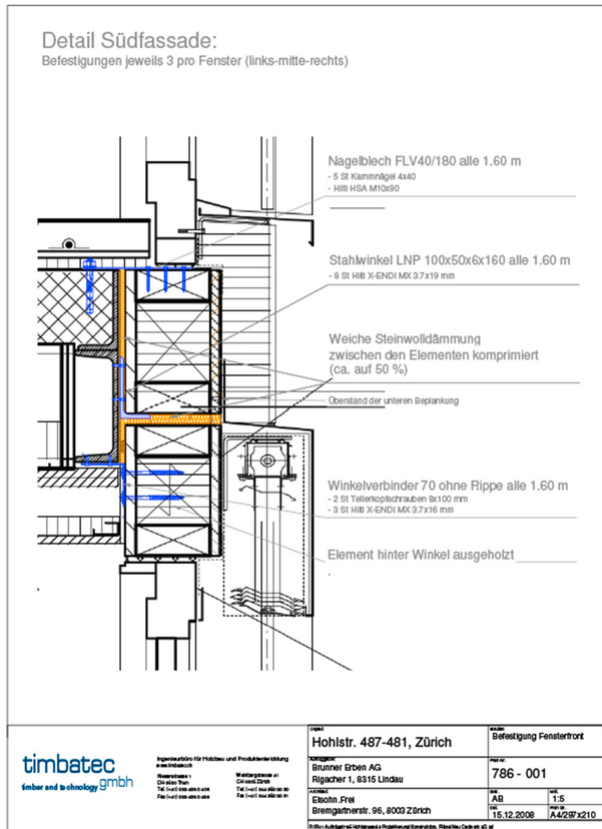 Detail Südfassade:
Befestigungen jeweils 3 pro Fenster (links-mitte-rechts)
Nagelblech FLV40/180 alle 1.60 m
- 5 St Kammnägel 4x40
- Hilti HSA M10x90
Stahlwinkel LNP 100x50x6x160 alle 1.60 m
- 8 St Hilti X-ENDI MX 3.7x19 mm
Weiche Steinwolldämmung
zwischen den Elementen komprimiert
(ca. auf 50 %)
Überstand der unteren Beplankung
Winkelverbinder 70 ohne Rippe alle 1.60 m
- 2 St Tellerkopfschrauben 8x100 mm
- 3 St Hilti X-ENDI MX 3.7x16 mm
Element hinter Winkel ausgeholzt
timbatec
timber and technology gmbh
Ingenieurbüro für Holzbau und Produktentwicklung
Hohlstr. 487-481, Zürich
Befestigung Fensterfront
Brunner Erben AG
Rigacher 1, 8315 Lindau
786 - 001
Elsohn.Frei
Bremgartnerstr. 96, 8003 Zürich
AB
1:5
15.12.2008
A4/297x210